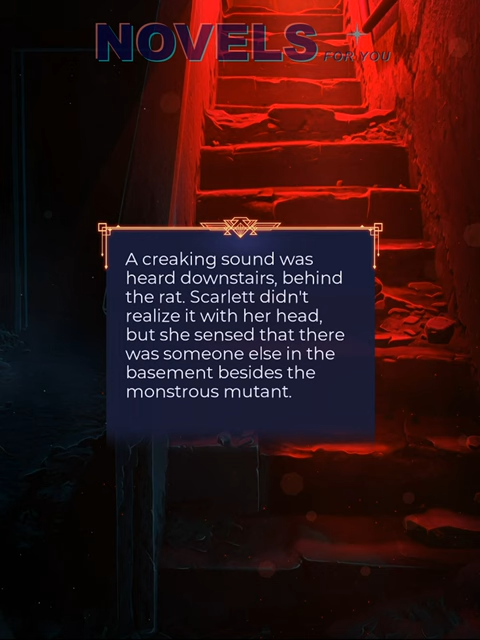 NOVELS
FOR YOU
A creaking sound was
heard downstairs, behind
the rat. Scarlett didn't
realize it with her head,
but she sensed that there
was someone else in the
basement besides the
monstrous mutant.